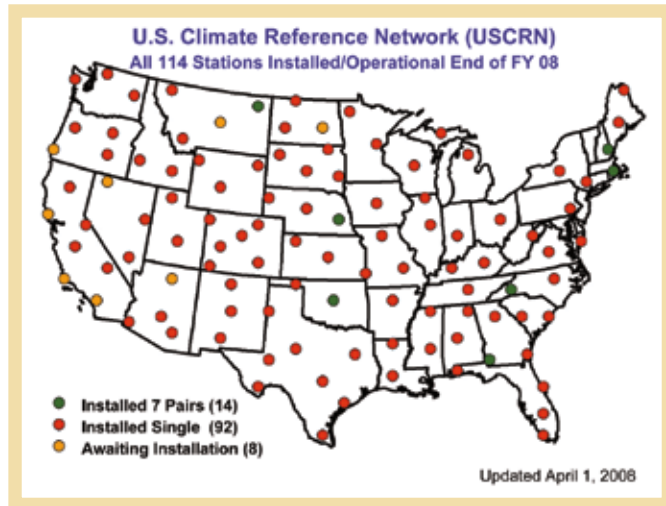 U.S. Climate Reference Network (USCRN)
All 114 Stations Installed/Operational End of FY 08
Installed 7 Pairs (14)
Installed Single (92)
Awaiting Installation (8)
Updated April 1, 2008